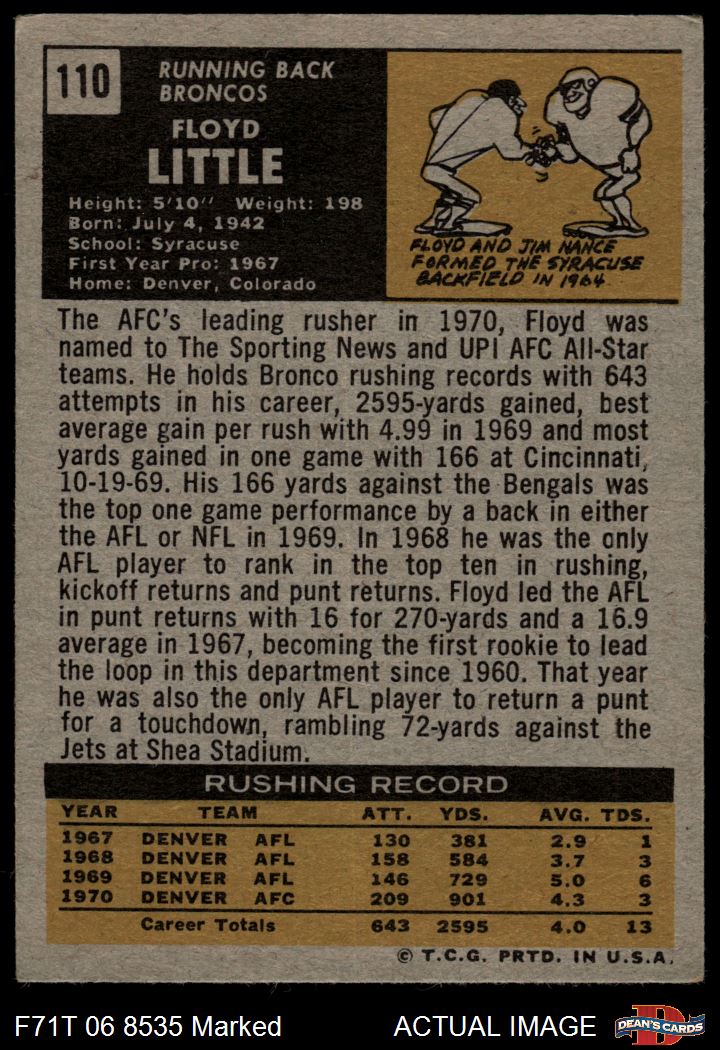 110
RUNNING BACK
BRONCOS
FLOYD
LITTLE
Height: 5'10" Weight: 198
Born: July 4, 1942
School: Syracuse
First Year Pro: 1967
Home: Denver, Colorado
FLOYD AND JIM NANCE
FORMED THE SYRACUSE
BACKFIELD IN 1964
The AFC's leading rusher in 1970, Floyd was
named to The Sporting News and UPI AFC All-Star
teams. He holds Bronco rushing records with 643
attempts in his career, 2595-yards gained, best
average gain per rush with 4.99 in 1969 and most
yards gained in one game with 166 at Cincinnati,
10-19-69. His 166 yards against the Bengals was
the top one game performance by a back in either
the AFL or NFL in 1969. In 1968 he was the only
AFL player to rank in the top ten in rushing,
kickoff returns and punt returns. Floyd led the AFL
in punt returns with 16 for 270-yards and a 16.9
average in 1967, becoming the first rookie to lead
the loop in this department since 1960. That year
he was also the only AFL player to return a punt
for a touchdown, rambling 72-yards against the
Jets at Shea Stadium.
RUSHING RECORD
YEAR TEAM ATT. YDS. AVG. TDS.
1967 DENVER AFL 130 381 2.9 1
1968 DENVER AFL 158 584 3.7 3
1969 DENVER AFL 146 729 5.0 6
1970 DENVER AFC 209 901 4.3 3
Career Totals 643 2595 4.0 13
© T.C.G. PRTD. IN U.S.A.
F71T 06 8535 Marked ACTUAL IMAGE
D
DEAN'S CARDS